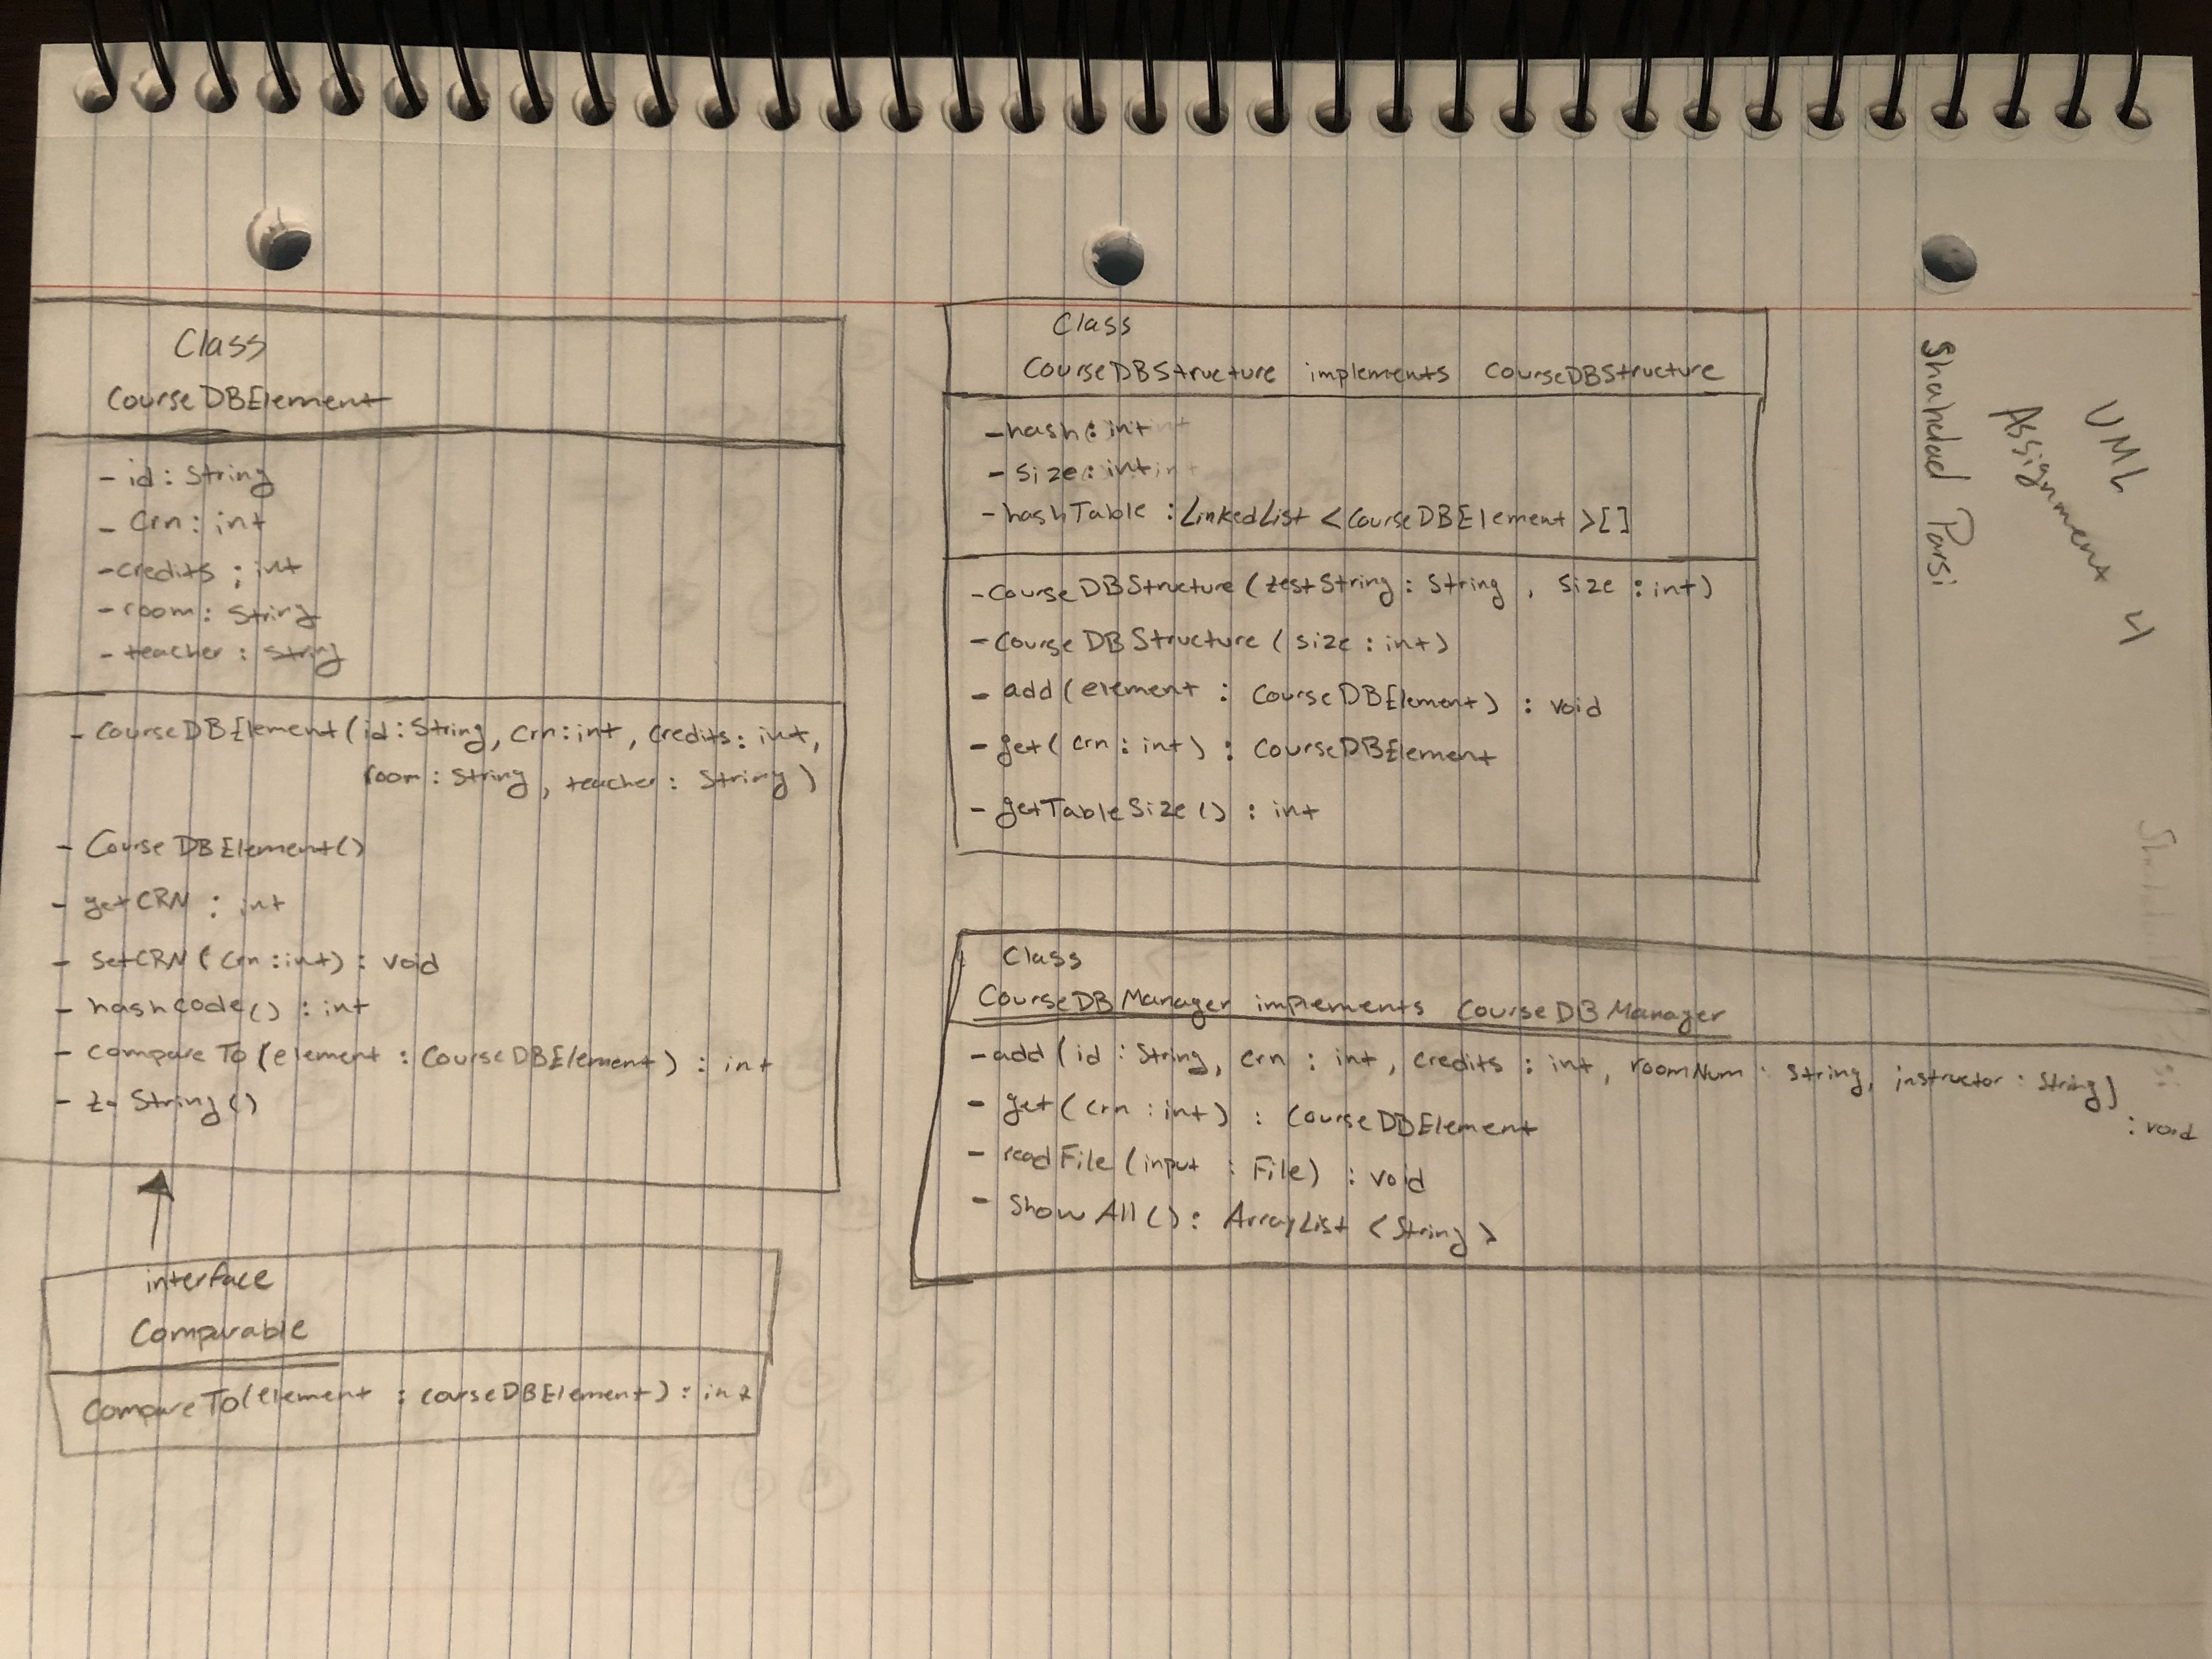 Class
CourseDBElement
- id : String
- Crn : int
- credits : int
- room : String
- teacher : String
- CourseDBElement (id : String, Crn : int, credits : int,
room : String, teacher : String)
- CourseDBElement()
- getCRN : int
- setCRN (crn : int) : void
- hashcode() : int
- compareTo (element : CourseDBElement) : int
- toString()
interface
Comparable
CompareTo(element : CorseDBElement) : int
Class
CourseDBStructure implements CourseDBStructure
- hash : int
- size : int
- hashTable : LinkedList <CourseDBElement>[]
- CourseDBStructure (testString : String, size : int)
- CourseDBStructure (size : int)
- add (element : CourseDBElement) : void
- get (crn : int) : CourseDBElement
- getTableSize () : int
Class
CourseDBManager implements CourseDBManager
- add (id : String, crn : int, credits : int, roomNum : String, instructor : String)
: void
- get (crn : int) : CourseDBElement
- readFile (input : File) : void
- ShowAll () : ArrayList <String>
Shahdad Parsi
Assignment
UML